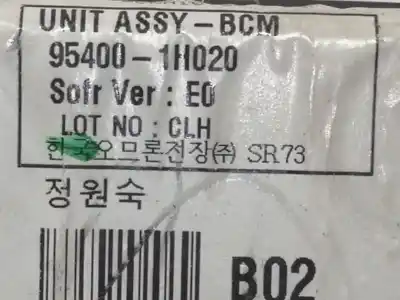 UNIT ASSY-BCM
95400-1H020
Sofr Ver : E0
LOT NO : CLH
한국오므론전장㈜ SR73
정원숙
B02